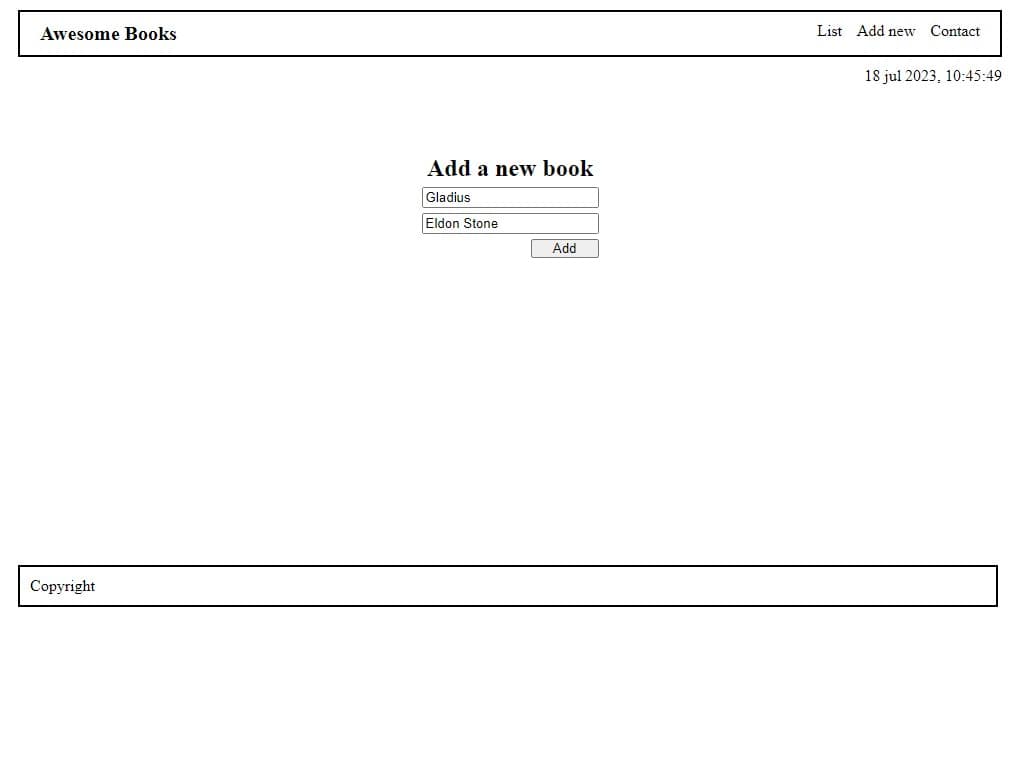 Awesome Books
List Add new Contact
18 jul 2023, 10:45:49
Add a new book
Gladius
Eldon Stone
Add
Copyright